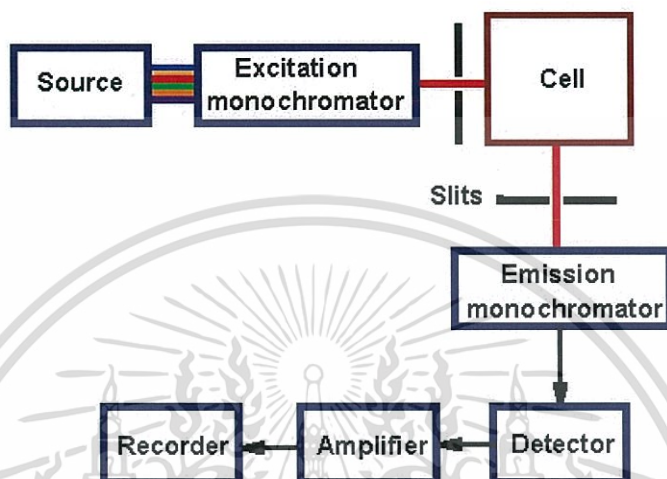 Source
Excitation
monochromator
Cell
Slits
Emission
monochromator
Recorder
Amplifier
Detector